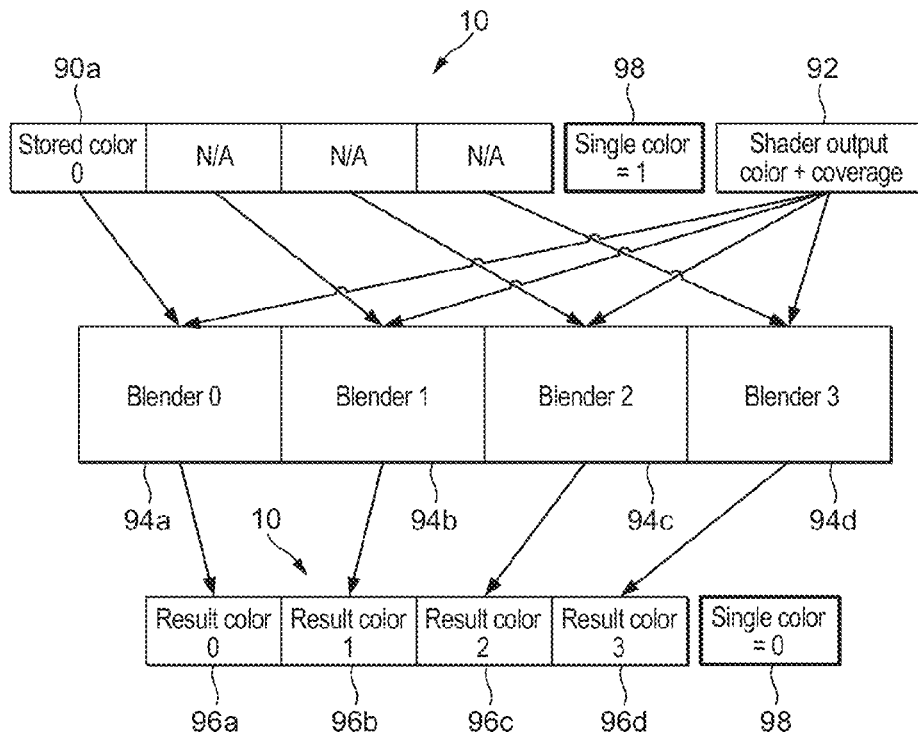 10
90a
98
92
Stored color
0
N/A
N/A
N/A
Single color
= 1
Shader output
color + coverage
Blender 0
Blender 1
Blender 2
Blender 3
94a
94b
94c
94d
10
Result color
0
Result color
1
Result color
2
Result color
3
Single color
= 0
96a
96b
96c
96d
98